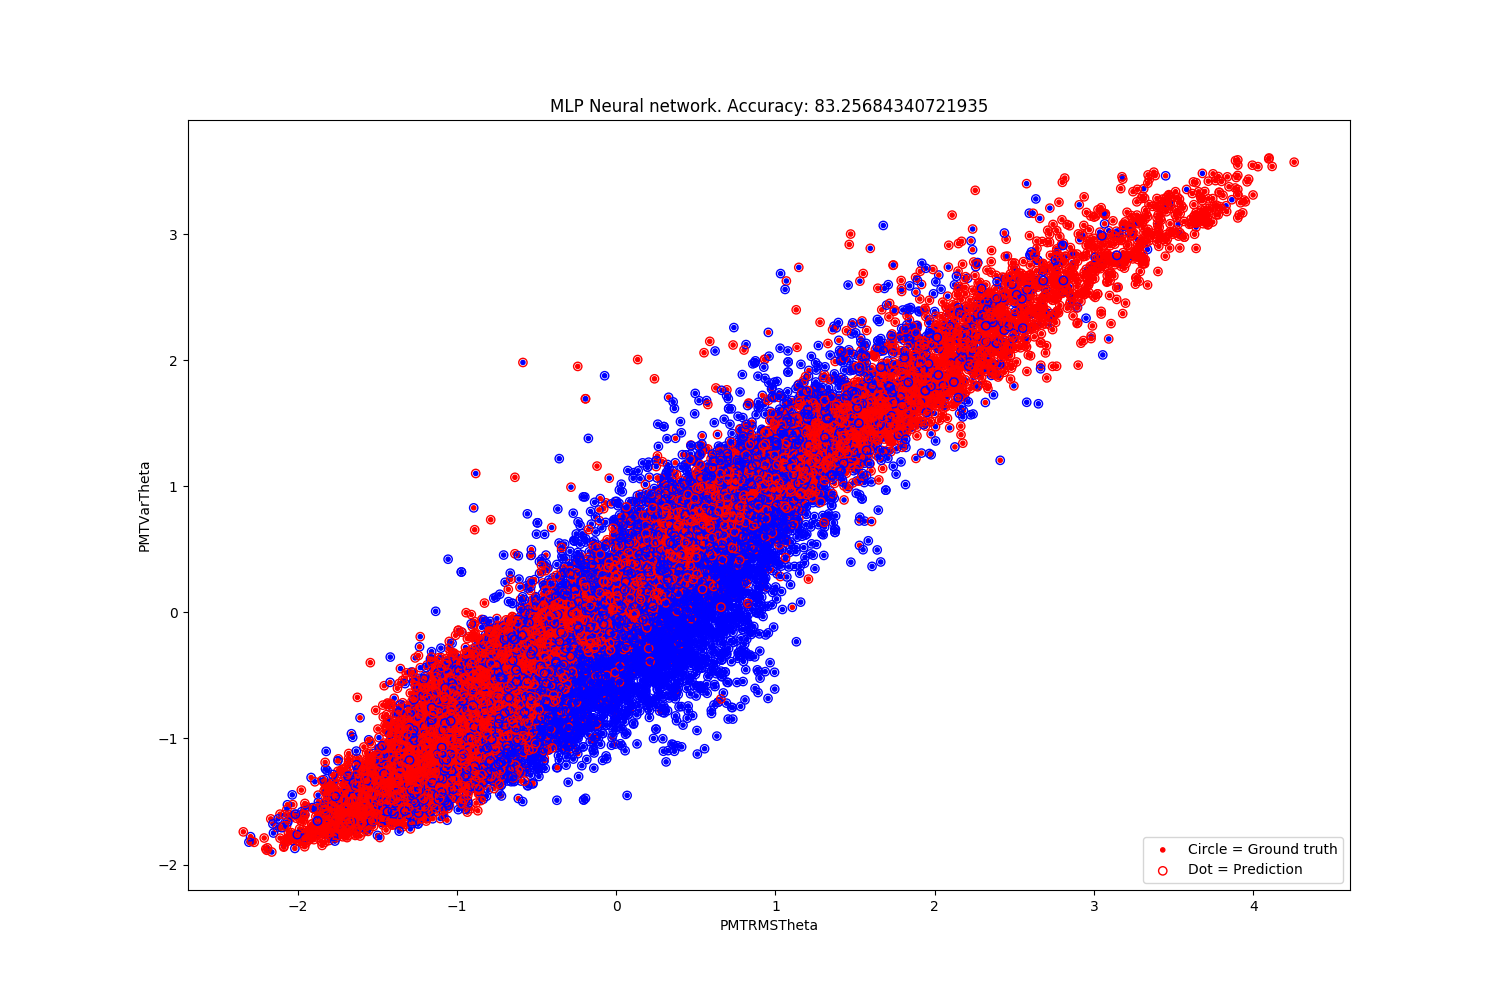 MLP Neural network. Accuracy: 83.25684340721935
PMTVarTheta
3
2
1
0
−1
−2
−2 −1 0 1 2 3 4
PMTRMSTheta
Circle = Ground truth
Dot = Prediction